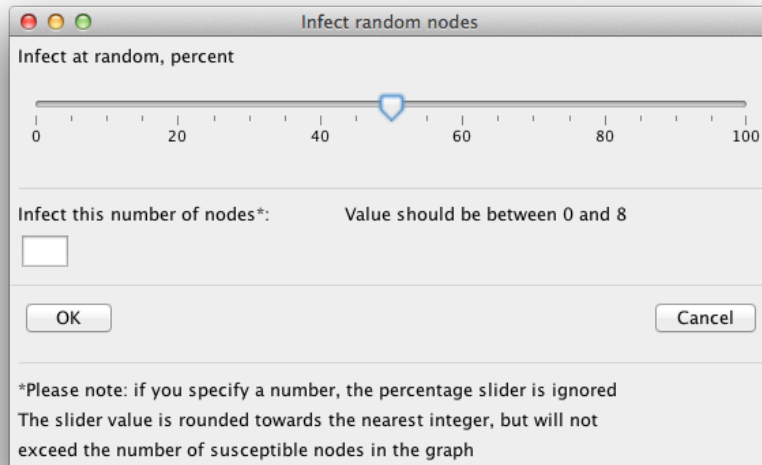 Infect random nodes
Infect at random, percent
0 20 40 60 80 100
Infect this number of nodes*: Value should be between 0 and 8
OK Cancel
*Please note: if you specify a number, the percentage slider is ignored
The slider value is rounded towards the nearest integer, but will not
exceed the number of susceptible nodes in the graph